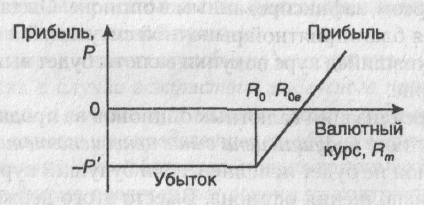 Прибыль, Прибыль
P
0 R₀ R₀ₑ
Валютный
курс, Rₘ
–P′
Убыток